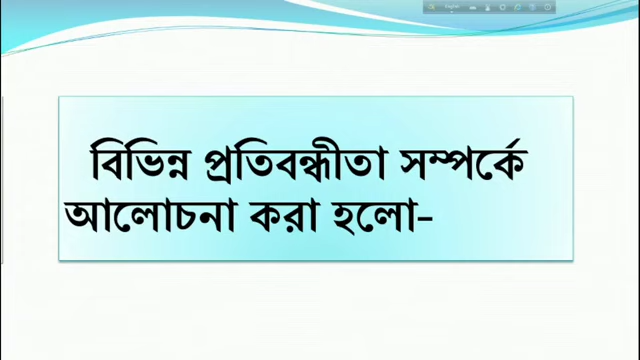 বিভিন্ন প্রতিবন্ধীতা সম্পর্কে
আলোচনা করা হলো-